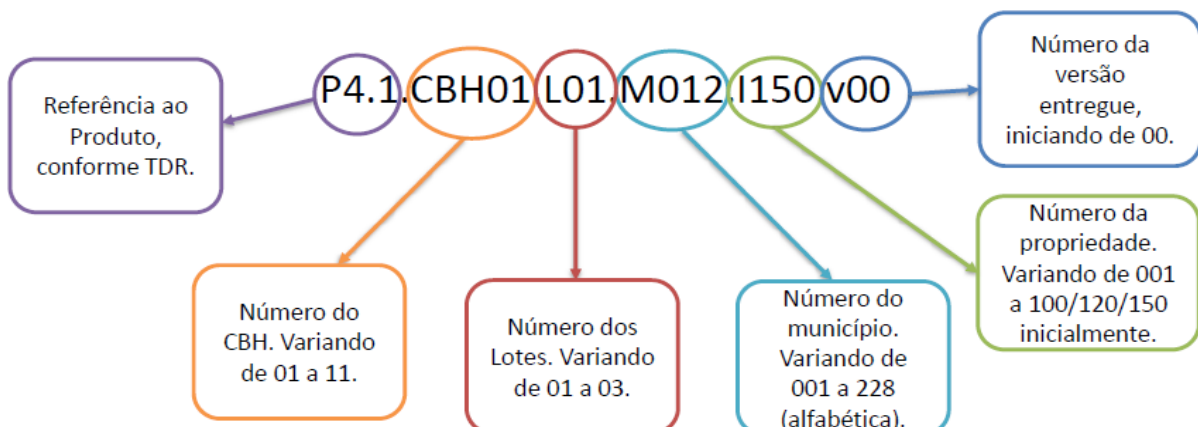 P4.1.CBH01 L01.M012.I150 v00
Referência ao
Produto,
conforme TDR.
Número da
versão
entregue,
iniciando de 00.
Número do
CBH. Variando
de 01 a 11.
Número dos
Lotes. Variando
de 01 a 03.
Número do
município.
Variando de
001 a 228
(alfabética).
Número da
propriedade.
Variando de 001
a 100/120/150
inicialmente.